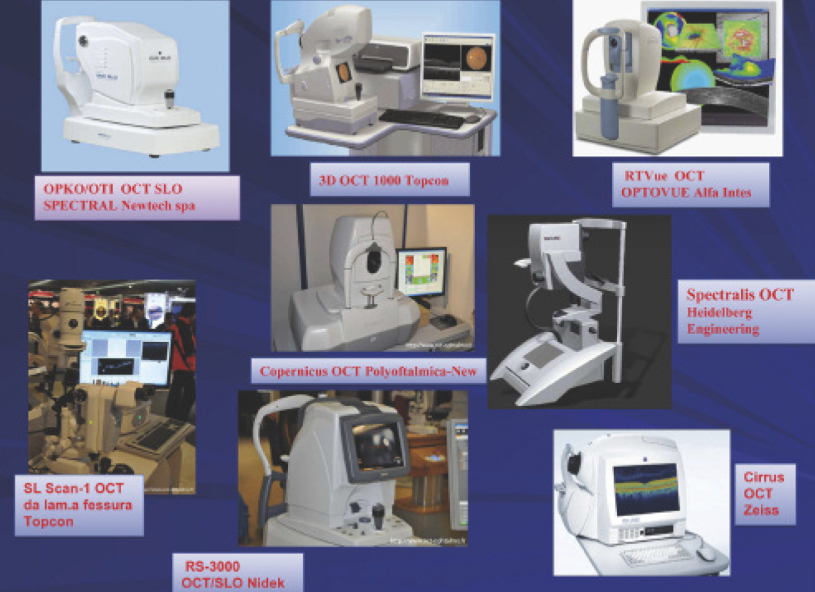 OPKO/OTI OCT SLO
SPECTRAL Newtech spa
3D OCT 1000 Topcon
RTVue OCT
OPTOVUE Alfa Intes
Spectralis OCT
Heidelberg
Engineering
Copernicus OCT Polyoftalmica-New
SL Scan-1 OCT
da lam.a fessura
Topcon
Cirrus
OCT
Zeiss
RS-3000
OCT/SLO Nidek